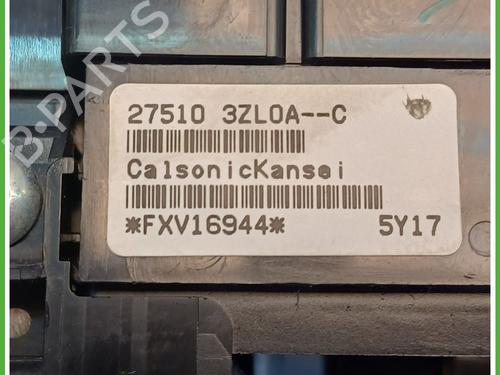 27510 3ZL0A--C
CalsonicKansei
*FXV16944* 5Y17
B-PARTS